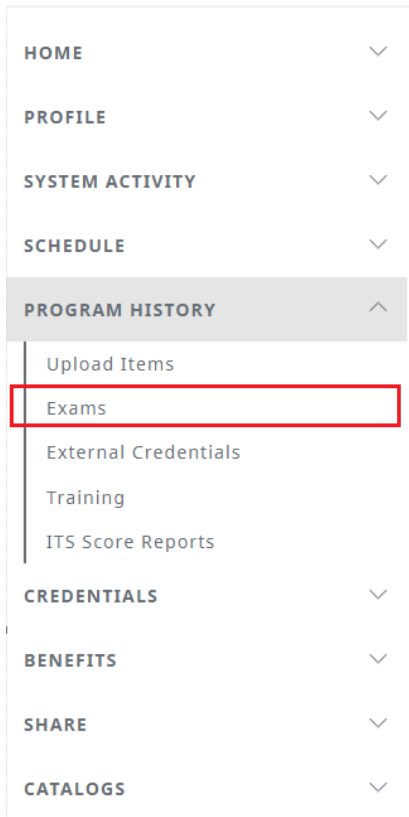 HOME
PROFILE
SYSTEM ACTIVITY
SCHEDULE
PROGRAM HISTORY
Upload Items
Exams
External Credentials
Training
ITS Score Reports
CREDENTIALS
BENEFITS
SHARE
CATALOGS